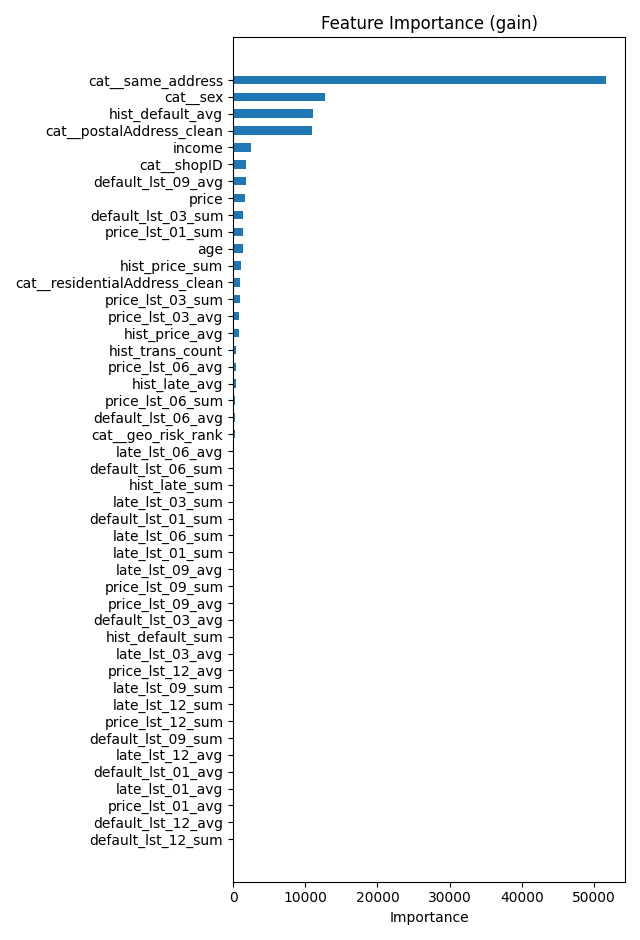 Feature Importance (gain)
cat__same_address
cat__sex
hist_default_avg
cat__postalAddress_clean
income
cat__shopID
default_lst_09_avg
price
default_lst_03_sum
price_lst_01_sum
age
hist_price_sum
cat__residentialAddress_clean
price_lst_03_sum
price_lst_03_avg
hist_price_avg
hist_trans_count
price_lst_06_avg
hist_late_avg
price_lst_06_sum
default_lst_06_avg
cat__geo_risk_rank
late_lst_06_avg
default_lst_06_sum
hist_late_sum
late_lst_03_sum
default_lst_01_sum
late_lst_06_sum
late_lst_01_sum
late_lst_09_avg
price_lst_09_sum
price_lst_09_avg
default_lst_03_avg
hist_default_sum
late_lst_03_avg
price_lst_12_avg
late_lst_09_sum
late_lst_12_sum
price_lst_12_sum
default_lst_09_sum
late_lst_12_avg
default_lst_01_avg
late_lst_01_avg
price_lst_01_avg
default_lst_12_avg
default_lst_12_sum
0 10000 20000 30000 40000 50000
Importance